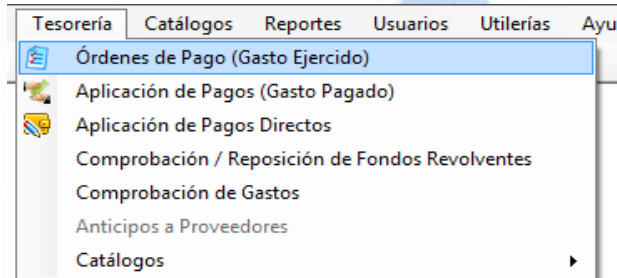 Tesorería Catálogos Reportes Usuarios Utilerías Ayu
Órdenes de Pago (Gasto Ejercido)
Aplicación de Pagos (Gasto Pagado)
Aplicación de Pagos Directos
Comprobación / Reposición de Fondos Revolventes
Comprobación de Gastos
Anticipos a Proveedores
Catálogos